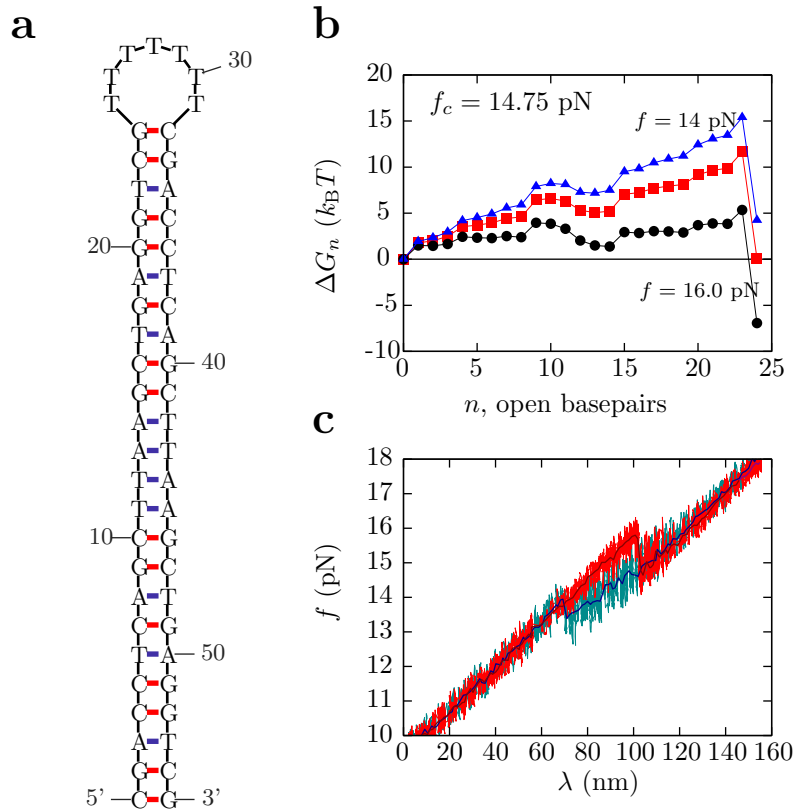 a
T
T T
T T 30
T T
G C
C G
T A
G C
20 G C
A T
G C
T A
C G 40
G C
A T
A T
T A
T A
10 C G
G C
A T
C G
T A 50
C G
C G
A T
G C
5' C G 3'
b
20
15
10
5
0
-5
-10
ΔG_n (k_BT)
f_c = 14.75 pN
f = 14 pN
f = 16.0 pN
0 5 10 15 20 25
n, open basepairs
c
18
17
16
15
14
13
12
11
10
f (pN)
0 20 40 60 80 100 120 140 160
λ (nm)